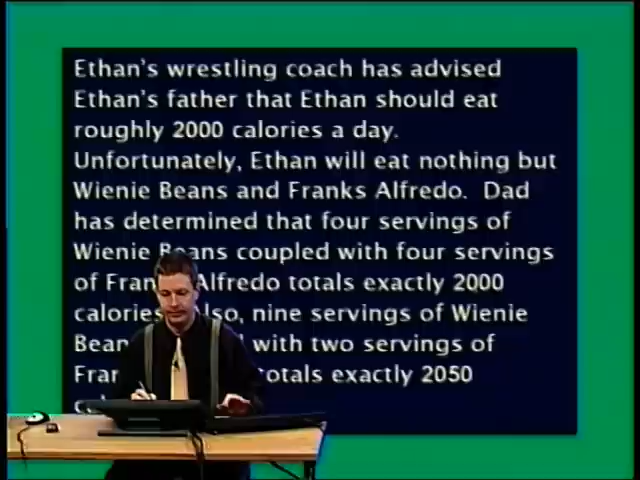 Ethan's wrestling coach has advised
Ethan's father that Ethan should eat
roughly 2000 calories a day.
Unfortunately, Ethan will eat nothing but
Wienie Beans and Franks Alfredo. Dad
has determined that four servings of
Wienie Beans coupled with four servings
of Alfredo totals exactly 2000
nine servings of Wienie
with two servings of
totals exactly 2050